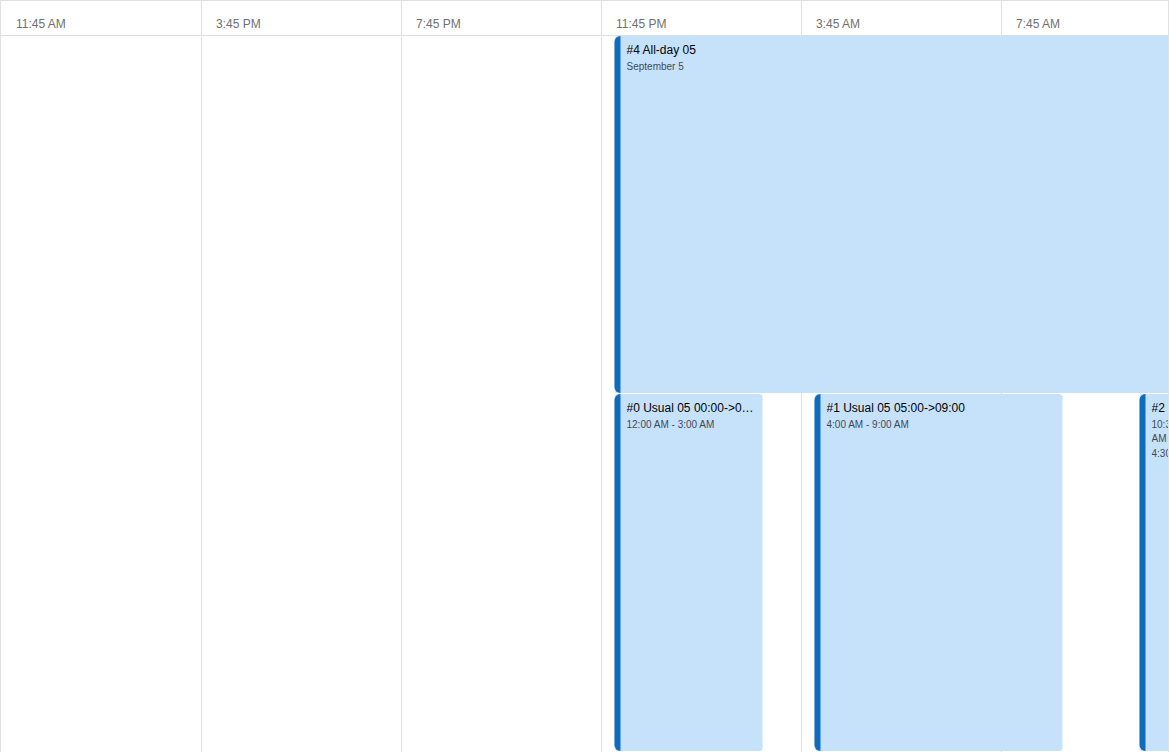 11:45 AM 3:45 PM 7:45 PM 11:45 PM 3:45 AM 7:45 AM
#4 All-day 05
September 5
#0 Usual 05 00:00->0…
12:00 AM - 3:00 AM
#1 Usual 05 05:00->09:00
4:00 AM - 9:00 AM
#2
AM